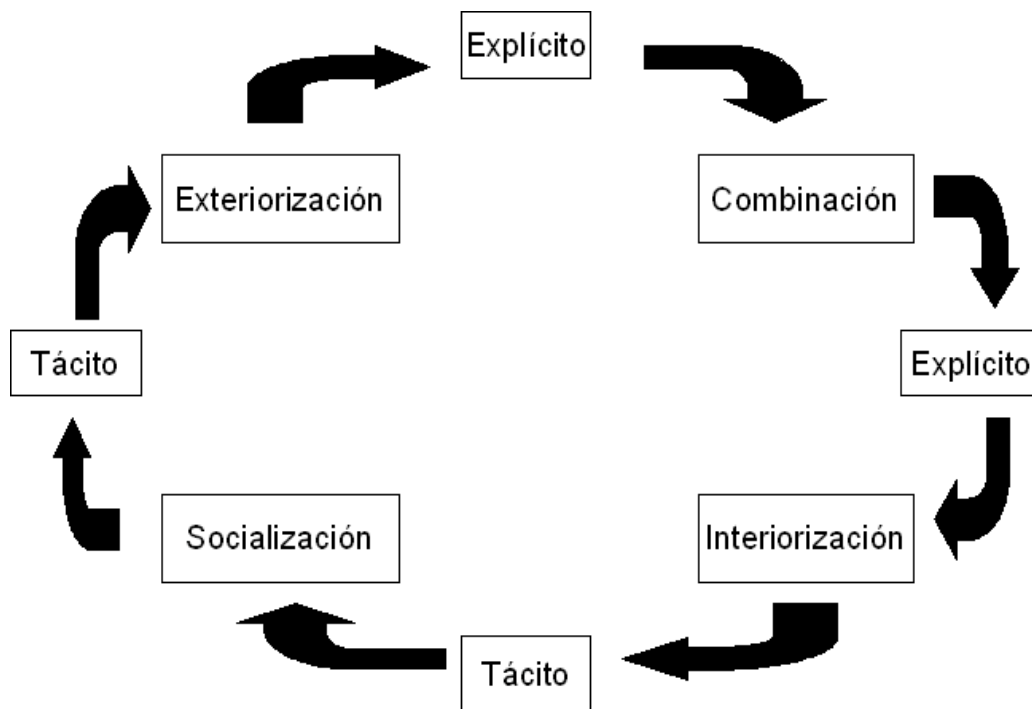 Explícito
Exteriorización
Combinación
Tácito
Explícito
Socialización
Interiorización
Tácito